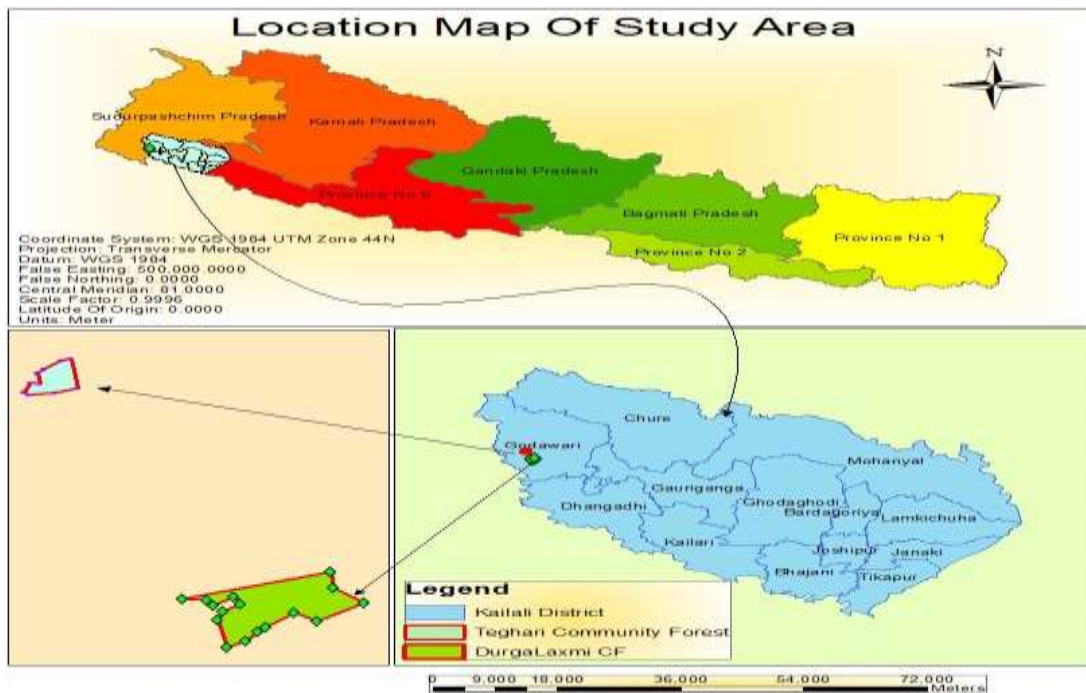 Location Map Of Study Area
N
Sudurpashchim Pradesh
Karnali Pradesh
Gandaki Pradesh
Province No 5
Bagmati Pradesh
Province No 2
Province No 1
Coordinate System: WGS 1984 UTM Zone 44N
Projection: Transverse Mercator
Datum: WGS 1984
False Easting: 500,000.0000
False Northing: 0.0000
Central Meridian: 81.0000
Scale Factor: 0.9996
Latitude Of Origin: 0.0000
Units: Meter
Chure
Godawari
Mohanyal
Gauriganga
Ghodaghodi
Dhangadhi
Bardagoriya
Lamkichuha
Kailari
Joshipur
Janaki
Bhajani
Tikapur
Legend
Kailali District
Teghari Community Forest
DurgaLaxmi CF
0 9,000 18,000 36,000 54,000 72,000
Meters